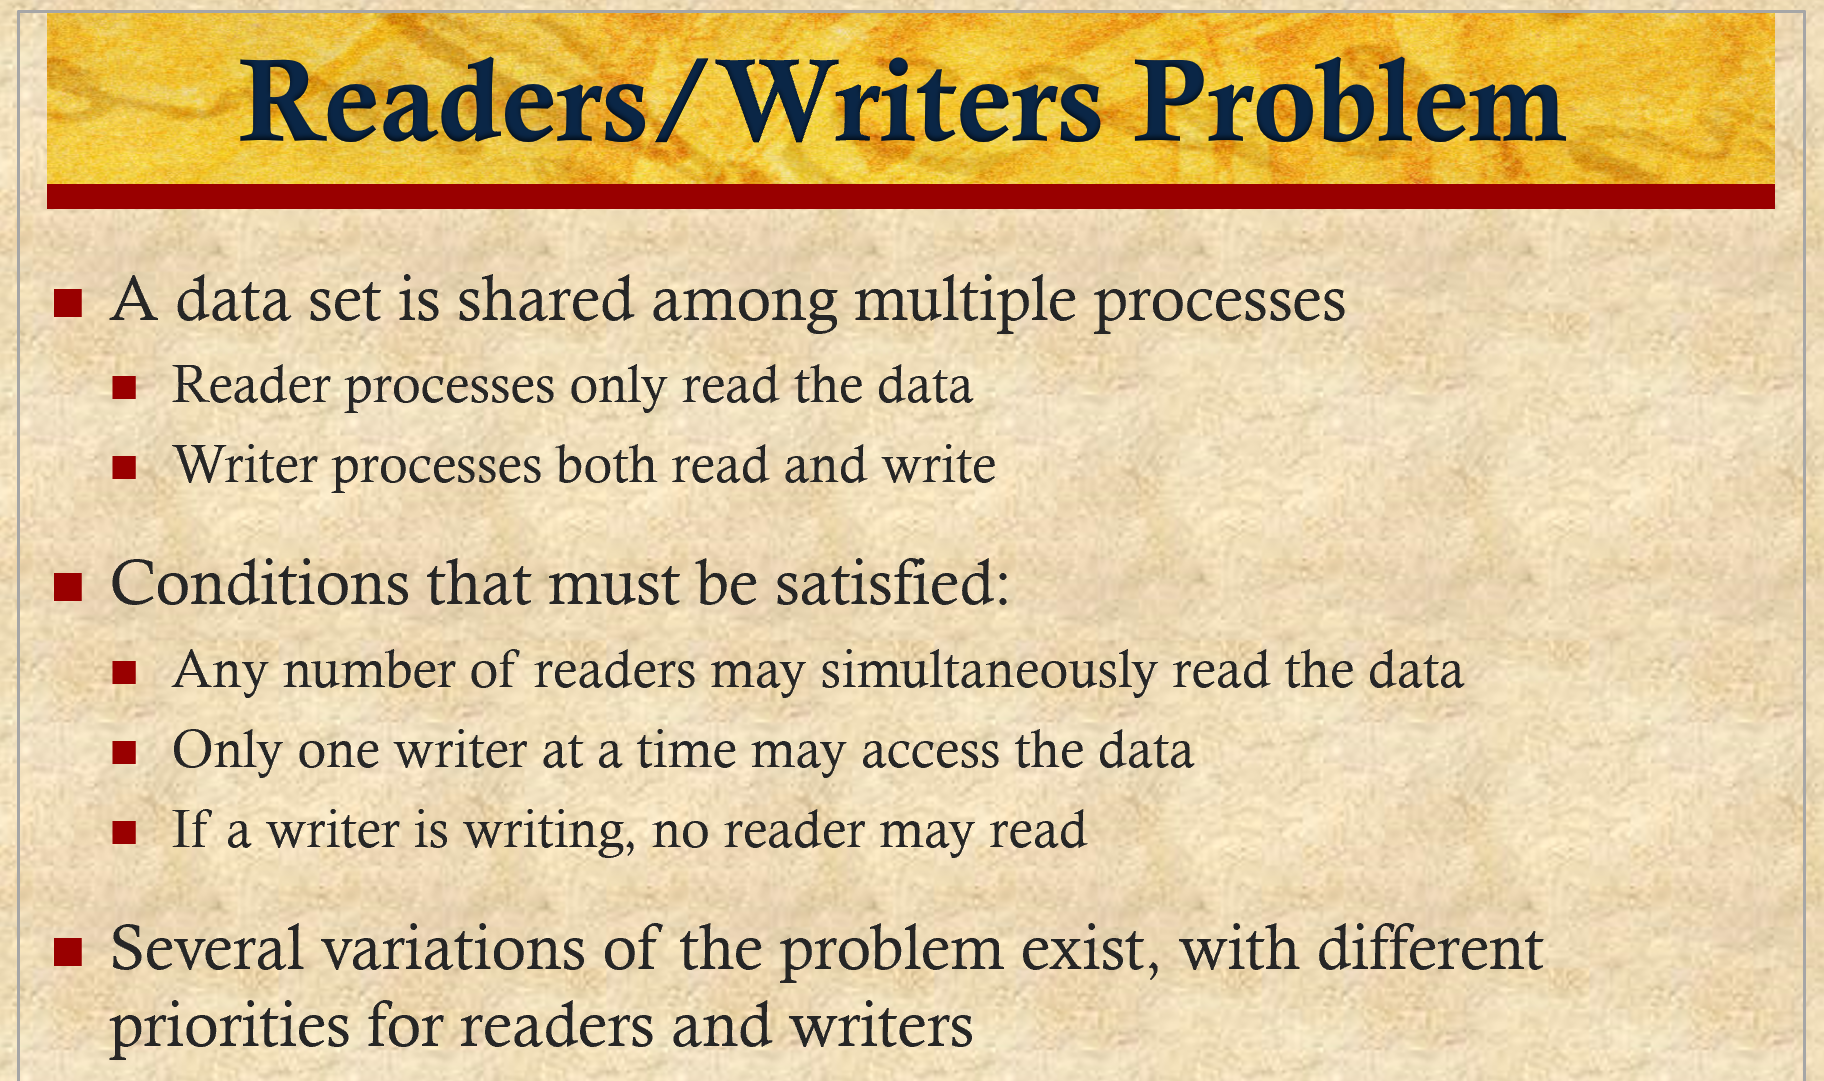 Readers/Writers Problem
A data set is shared among multiple processes
Reader processes only read the data
Writer processes both read and write
Conditions that must be satisfied:
Any number of readers may simultaneously read the data
Only one writer at a time may access the data
If a writer is writing, no reader may read
Several variations of the problem exist, with different
priorities for readers and writers